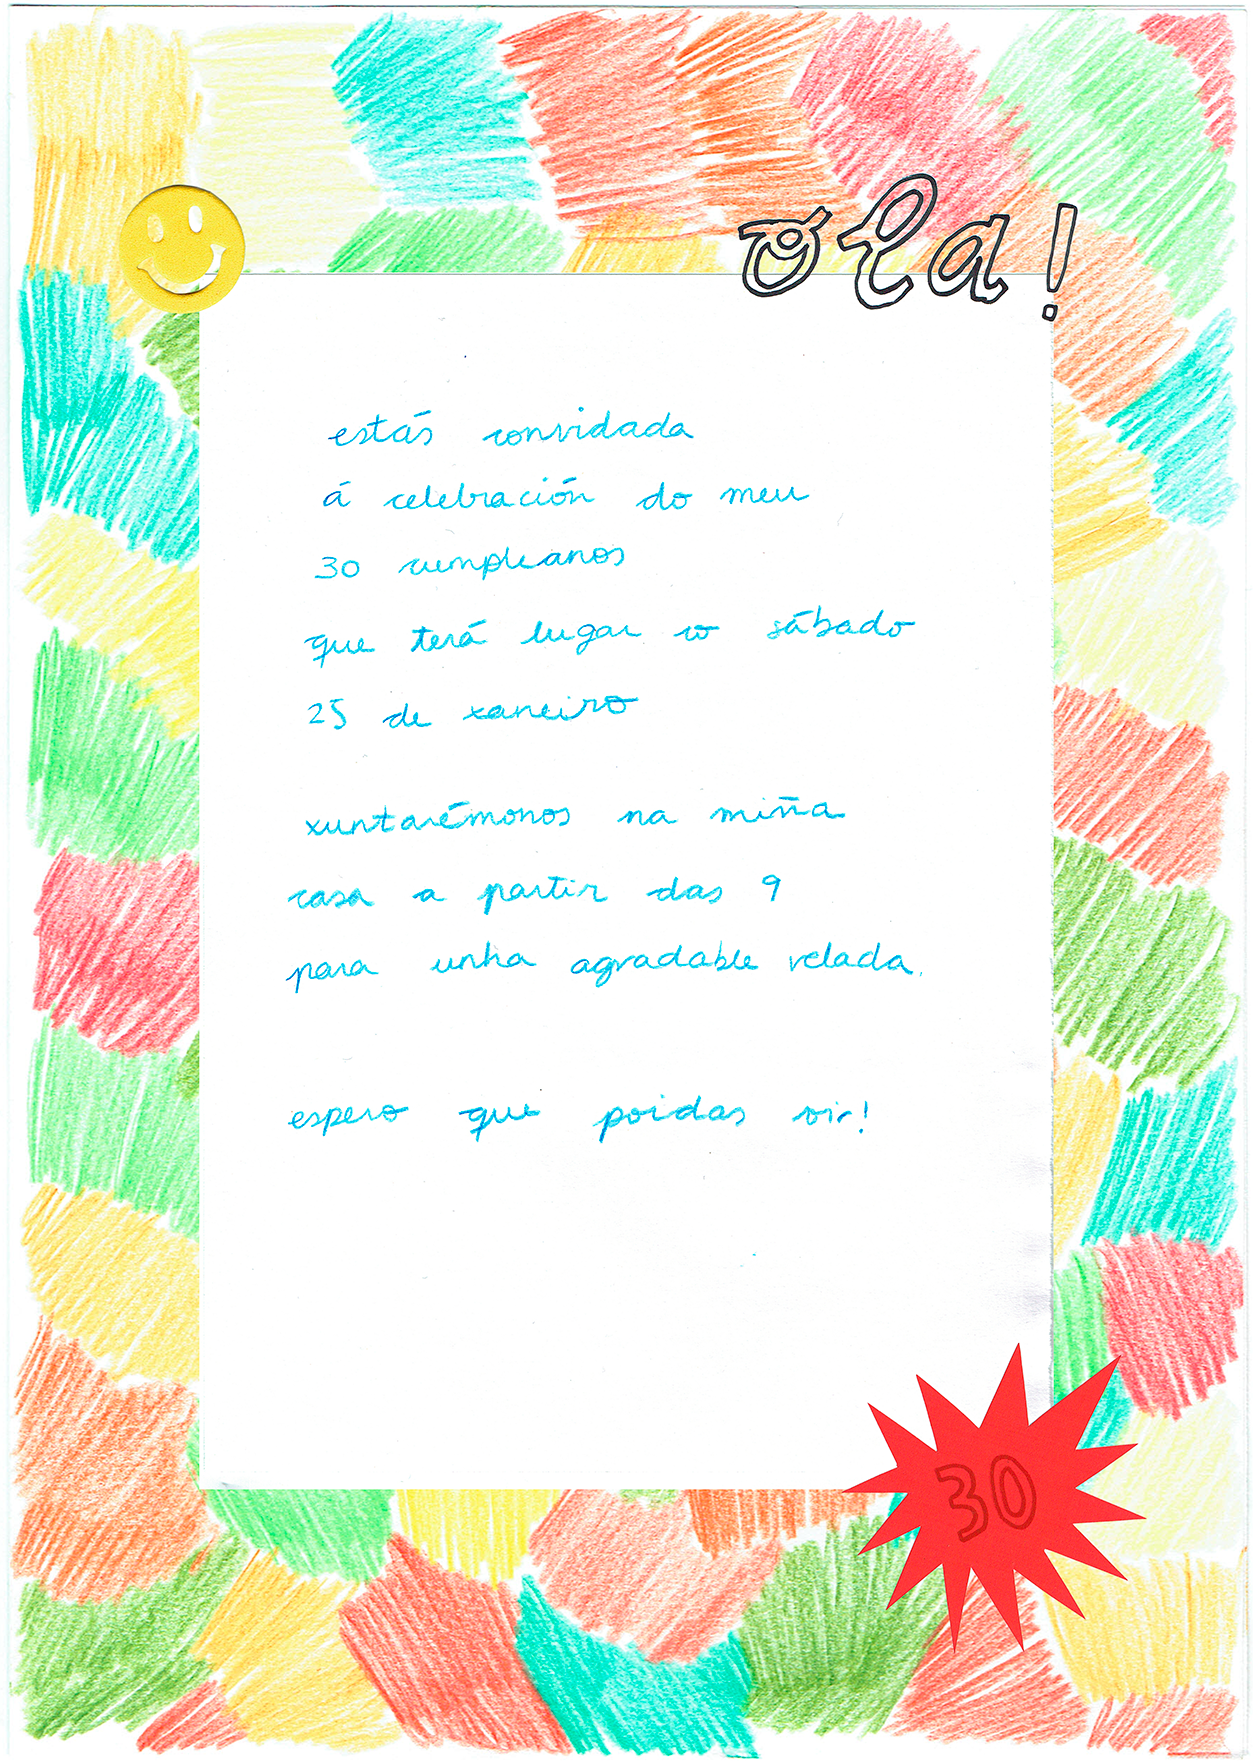 ola!
estás convidada
á celebración do meu
30 cumpleanos
que terá lugar o sábado
25 de xaneiro
xuntarémonos na miña
casa a partir das 9
para unha agradable velada.
espero que poidas vir!
30